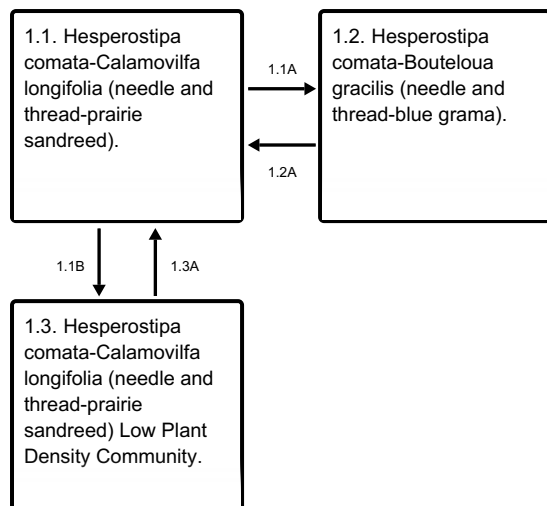 1.1. Hesperostipa
comata-Calamovilfa
longifolia (needle and
thread-prairie
sandreed).
1.1A
1.2. Hesperostipa
comata-Bouteloua
gracilis (needle and
thread-blue grama).
1.2A
1.1B
1.3A
1.3. Hesperostipa
comata-Calamovilfa
longifolia (needle and
thread-prairie
sandreed) Low Plant
Density Community.